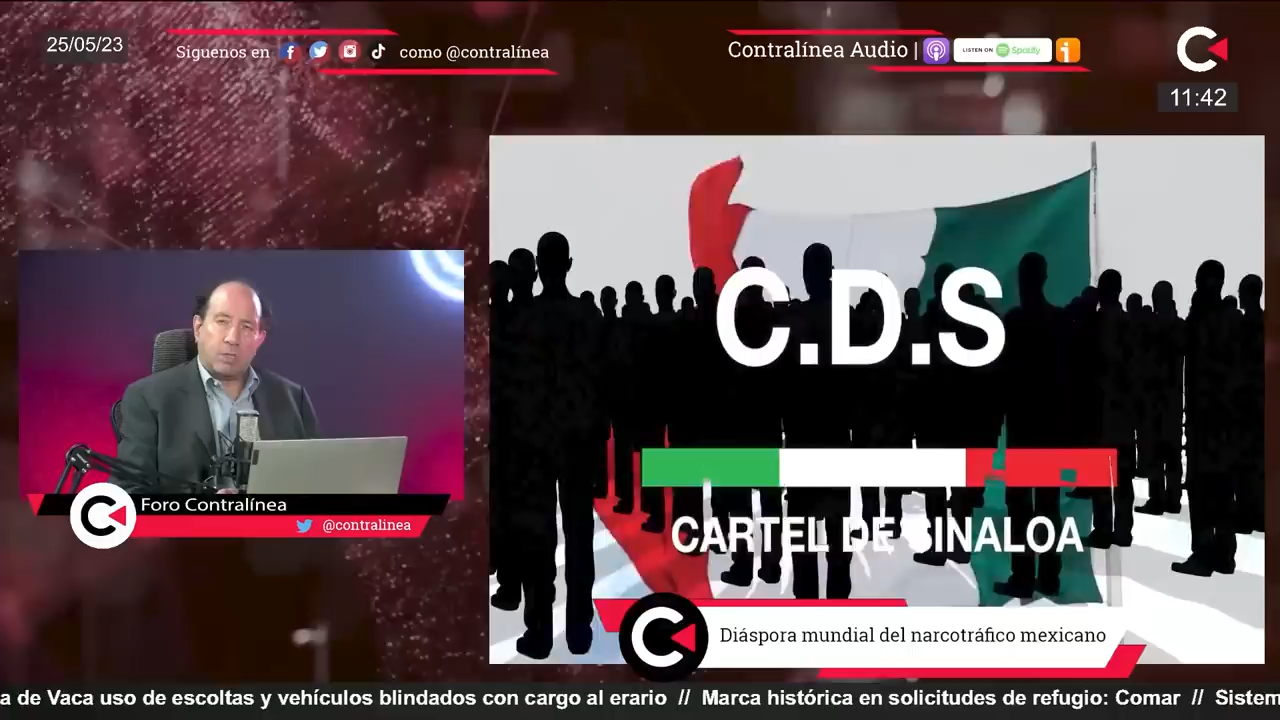 25/05/23
Siguenos en
como @contralínea
Contralínea Audio |
LISTEN ON Spotify
11:42
C.D.S
CARTEL DE SINALOA
Foro Contralínea
@contralinea
Diáspora mundial del narcotráfico mexicano
a de Vaca uso de escoltas y vehículos blindados con cargo al erario // Marca histórica en solicitudes de refugio: Comar // Sistem